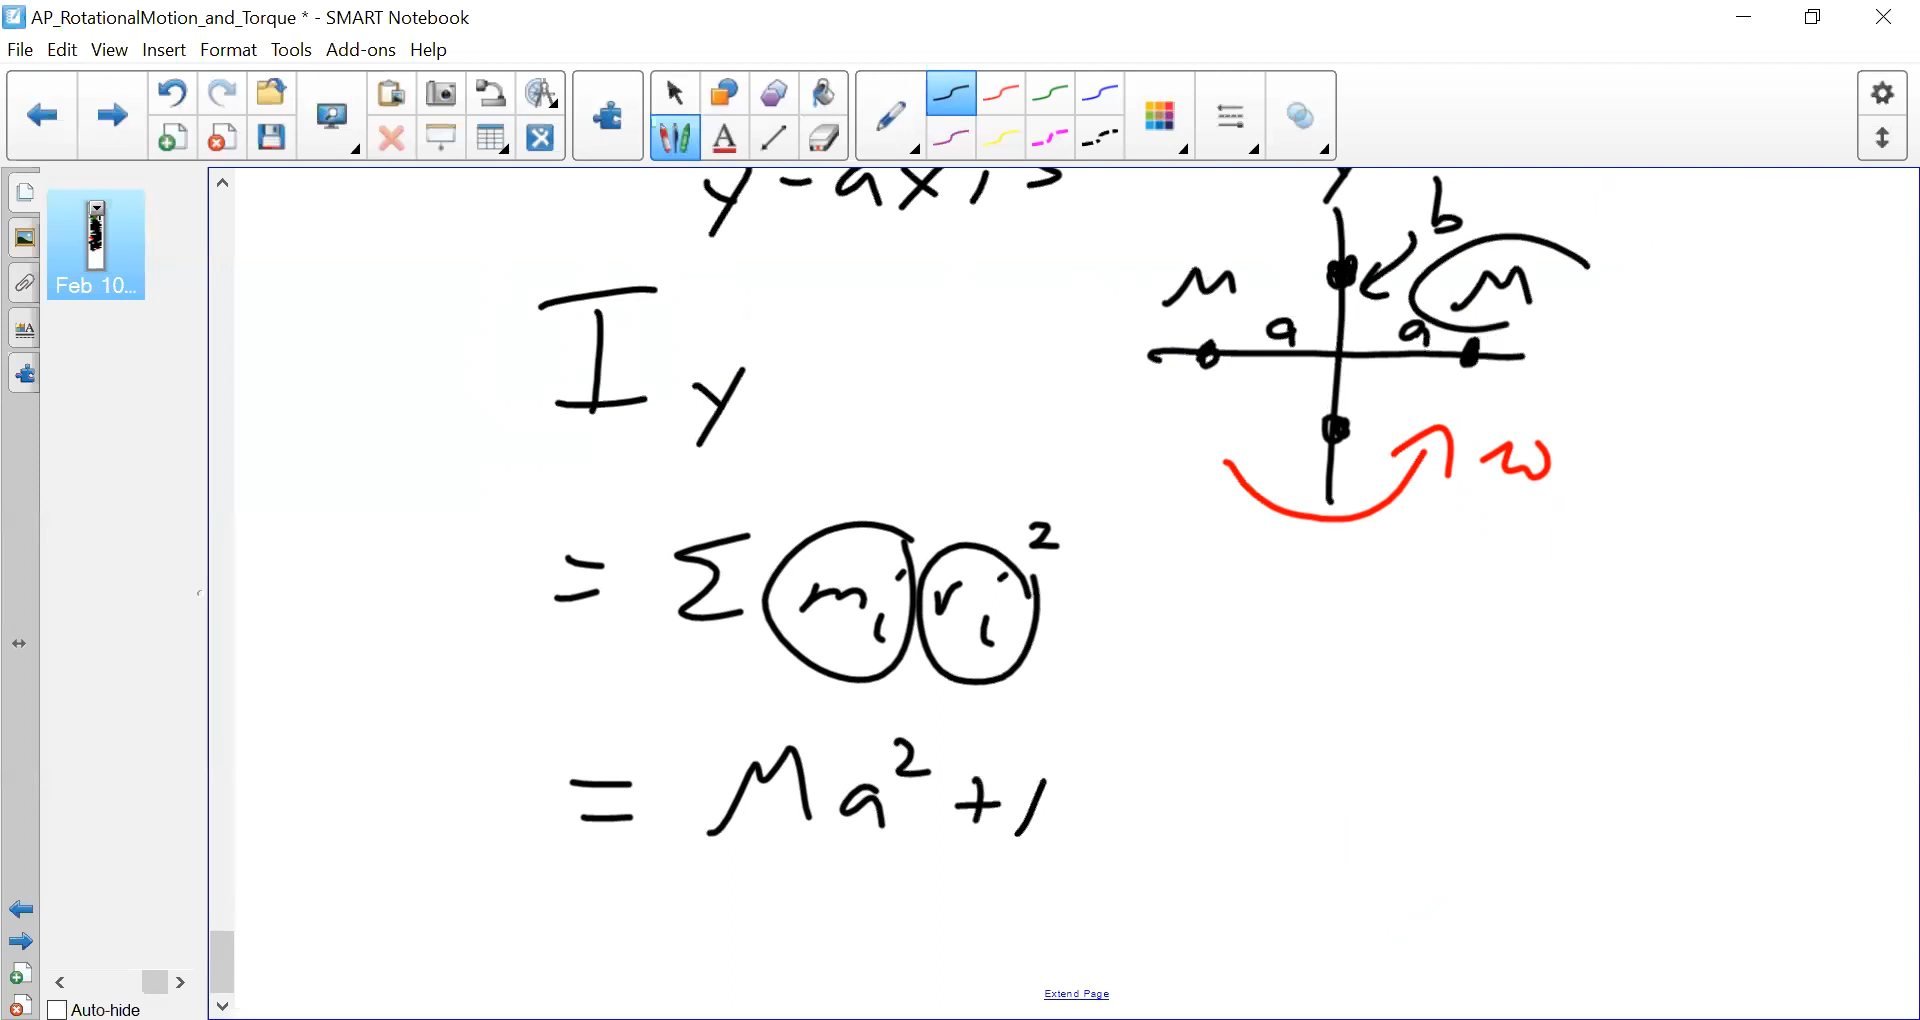 AP_RotationalMotion_and_Torque * - SMART Notebook
File Edit View Insert Format Tools Add-ons Help
Feb 10...
y-axis
y
b
M
M
a
a
I y
ω
= Σ mᵢ rᵢ²
= Ma² +
Extend Page
Auto-hide